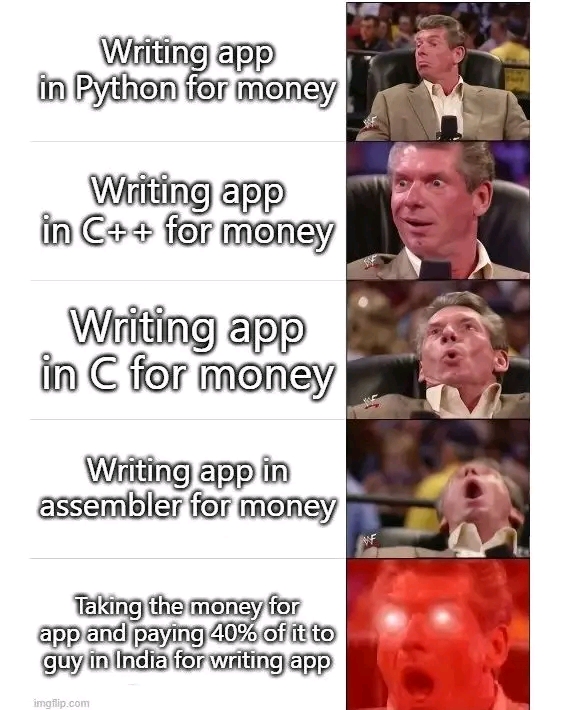 Writing app
in Python for money
Writing app
in C++ for money
Writing app
in C for money
Writing app in
assembler for money
Taking the money for
app and paying 40% of it to
guy in India for writing app
imgflip.com